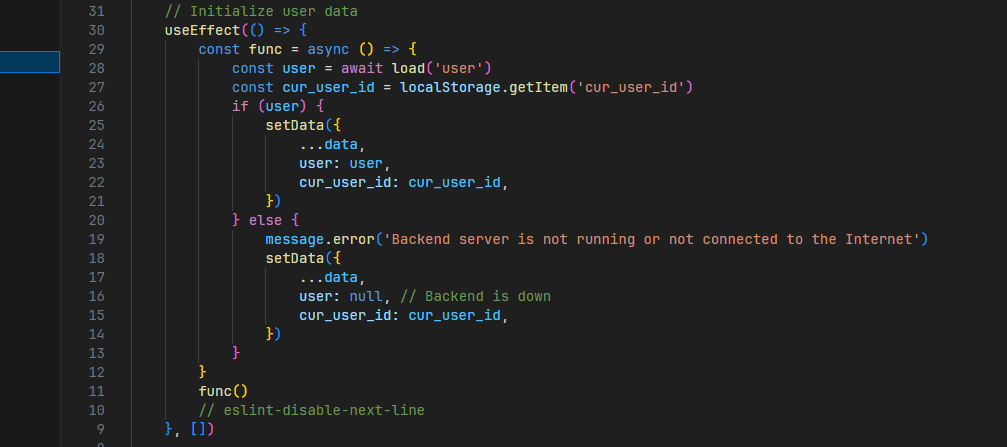 31 // Initialize user data
30 useEffect(() => {
29 const func = async () => {
28 const user = await load('user')
27 const cur_user_id = localStorage.getItem('cur_user_id')
26 if (user) {
25 setData({
24 ...data,
23 user: user,
22 cur_user_id: cur_user_id,
21 })
20 } else {
19 message.error('Backend server is not running or not connected to the Internet')
18 setData({
17 ...data,
16 user: null, // Backend is down
15 cur_user_id: cur_user_id,
14 })
13 }
12 }
11 func()
10 // eslint-disable-next-line
9 }, [])